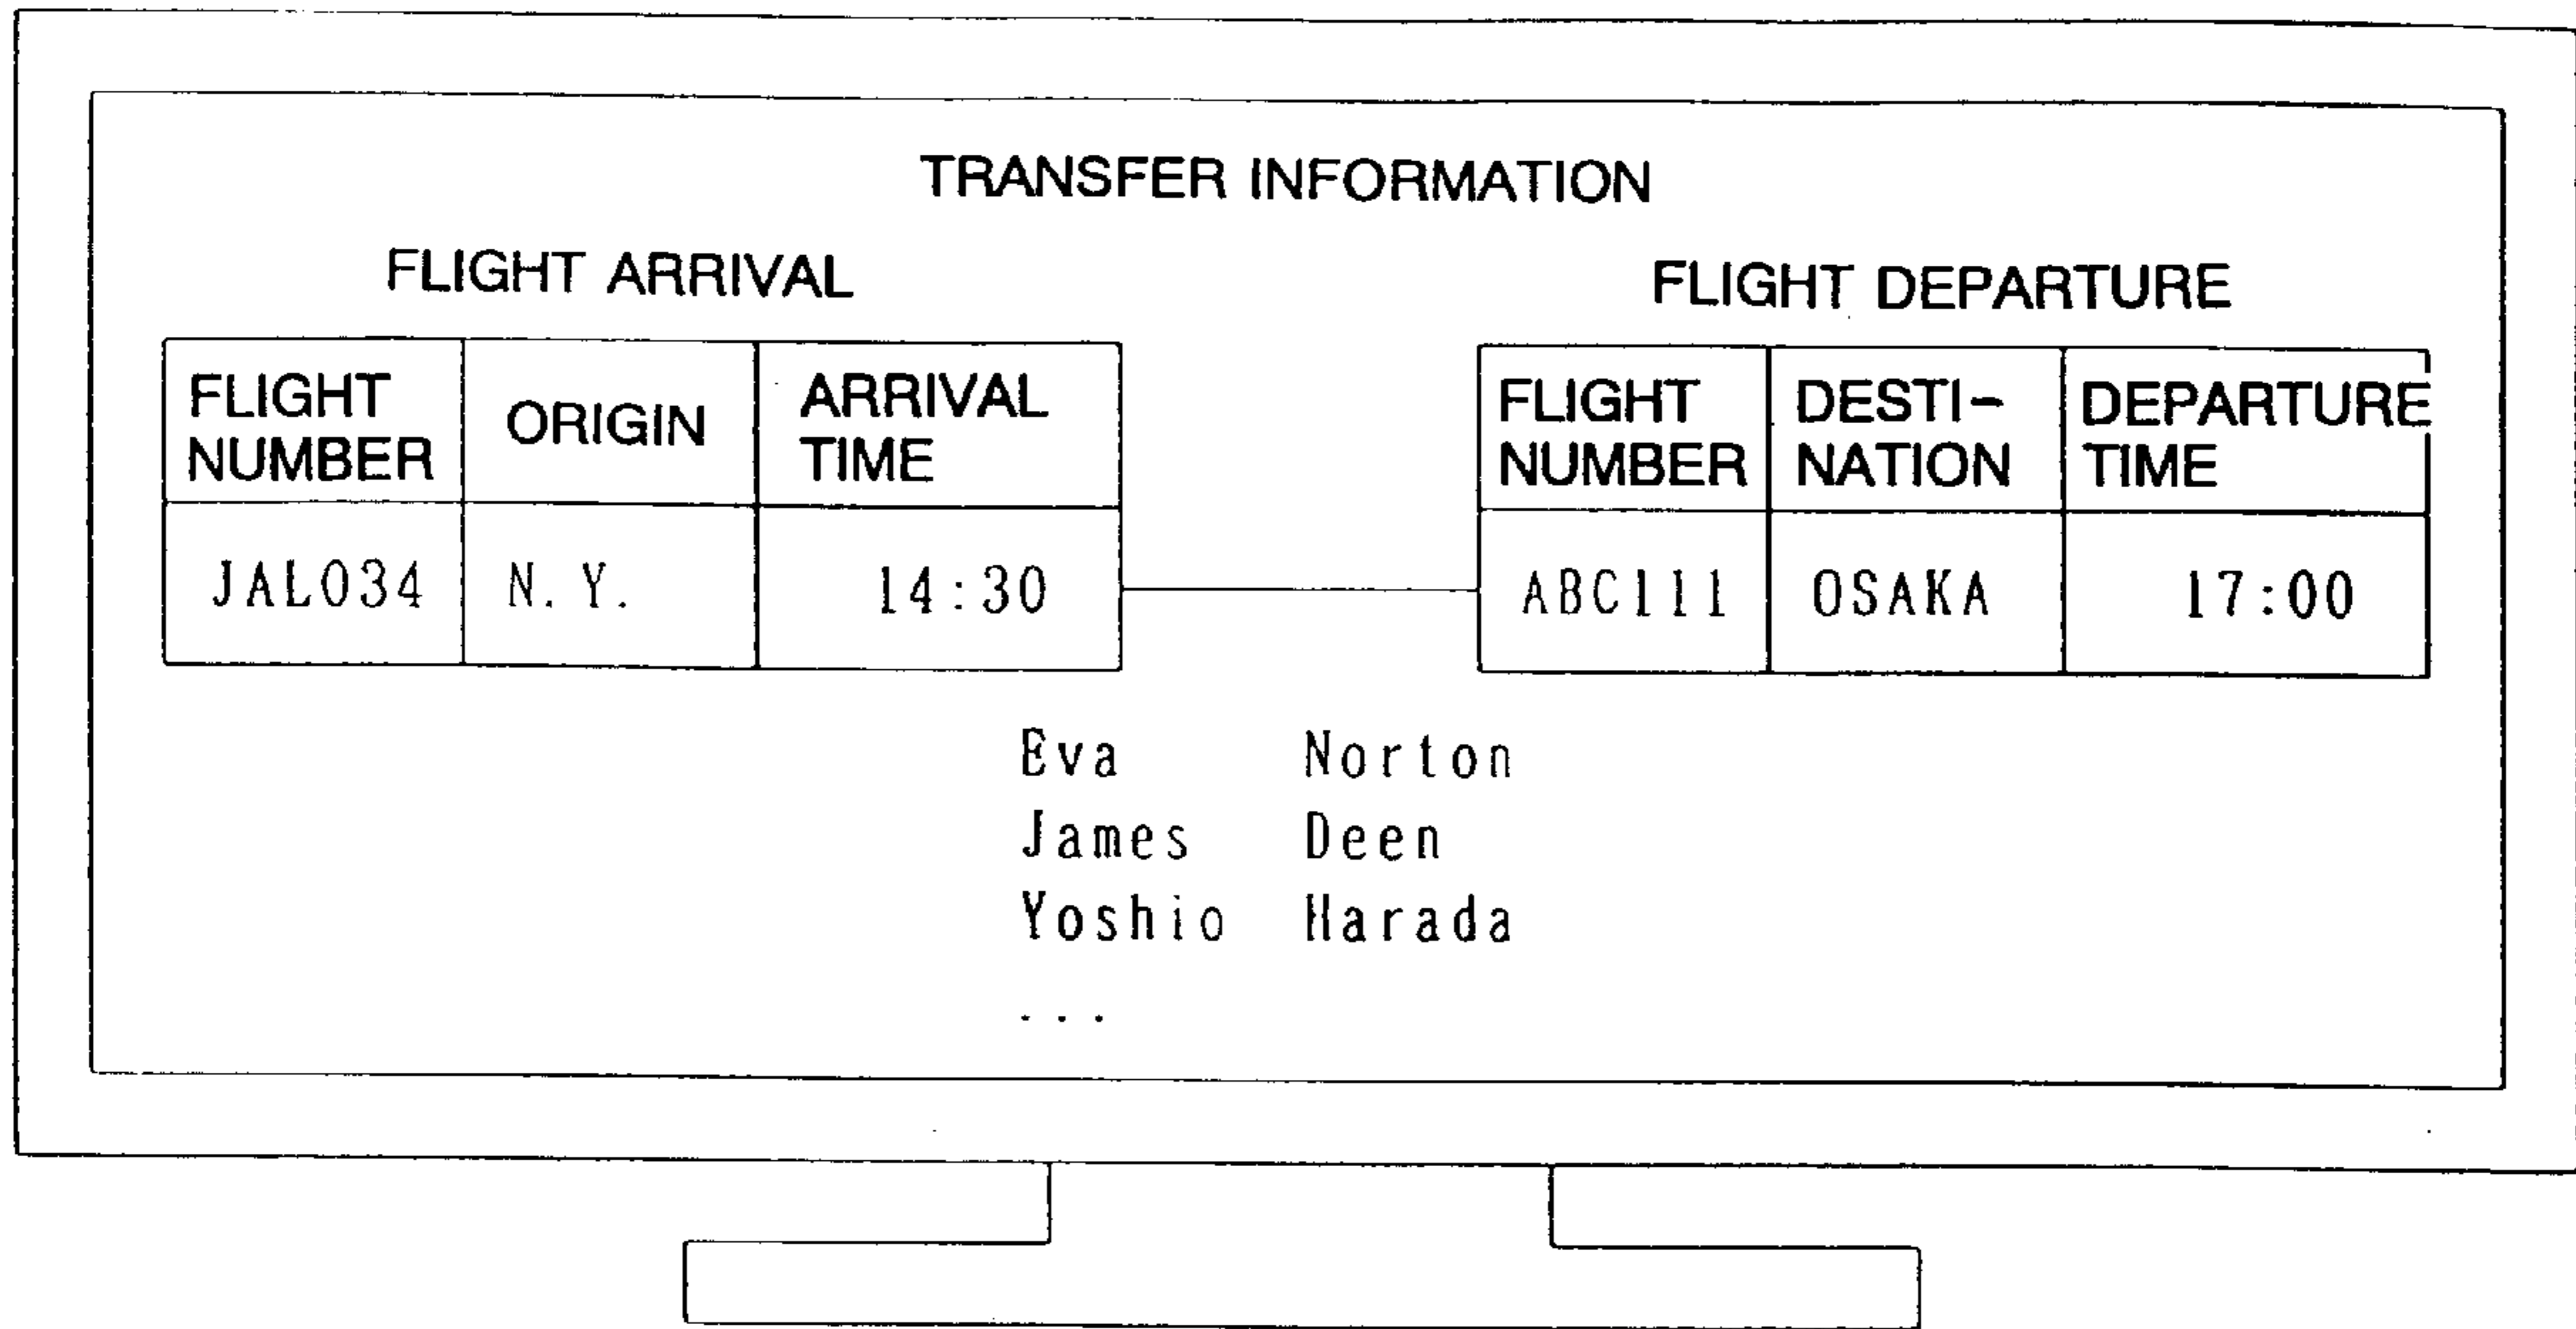 TRANSFER INFORMATION
FLIGHT ARRIVAL
FLIGHT NUMBER ORIGIN ARRIVAL TIME
JAL034 N.Y. 14:30
FLIGHT DEPARTURE
FLIGHT NUMBER DESTI-NATION DEPARTURE TIME
ABC111 OSAKA 17:00
Eva Norton
James Deen
Yoshio Harada
...